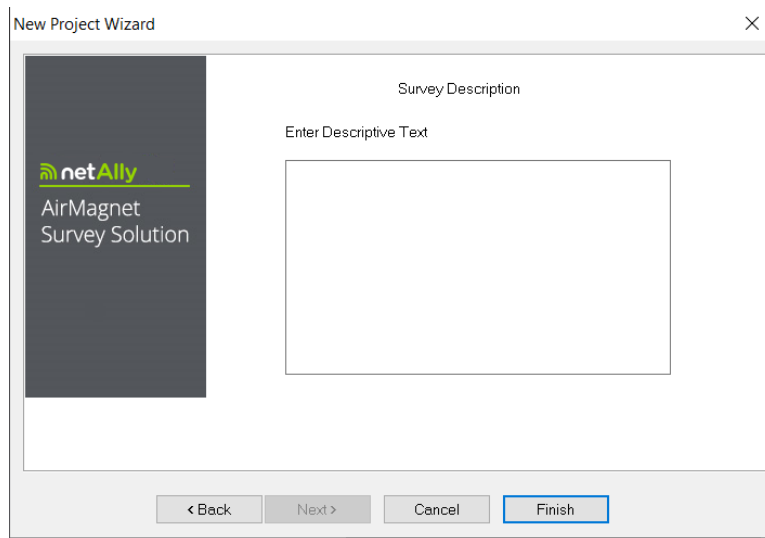 New Project Wizard
netAlly
AirMagnet
Survey Solution
Survey Description
Enter Descriptive Text
< Back
Next >
Cancel
Finish